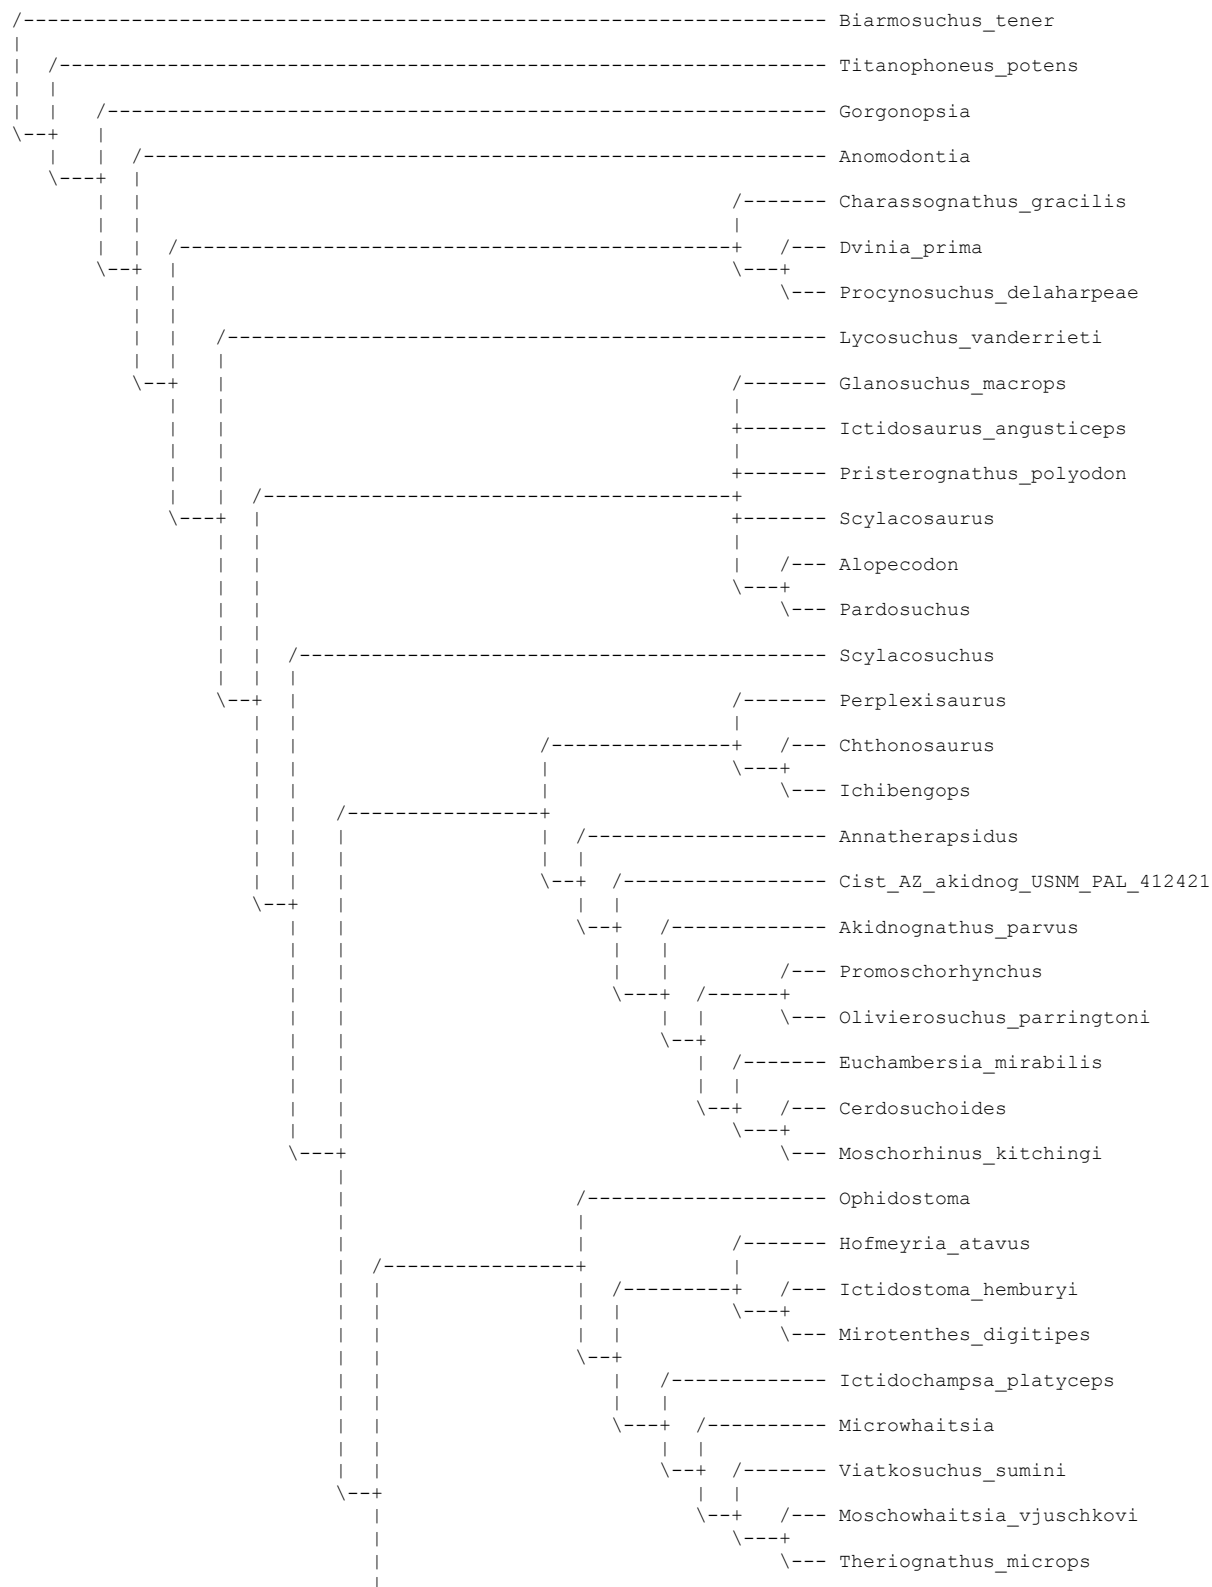 Biarmosuchus_tener
Titanophoneus_potens
Gorgonopsia
Anomodontia
Charassognathus_gracilis
Dvinia_prima
Procynosuchus_delaharpeae
Lycosuchus_vanderrieti
Glanosuchus_macrops
Ictidosaurus_angusticeps
Pristerognathus_polyodon
Scylacosaurus
Alopecodon
Pardosuchus
Scylacosuchus
Perplexisaurus
Chthonosaurus
Ichibengops
Annatherapsidus
Cist_AZ_akidnog_USNM_PAL_412421
Akidnognathus_parvus
Promoschorhynchus
Olivierosuchus_parringtoni
Euchambersia_mirabilis
Cerdosuchoides
Moschorhinus_kitchingi
Ophidostoma
Hofmeyria_atavus
Ictidostoma_hemburyi
Mirotenthes_digitipes
Ictidochampsa_platyceps
Microwhaitsia
Viatkosuchus_sumini
Moschowhaitsia_vjuschkovi
Theriognathus_microps